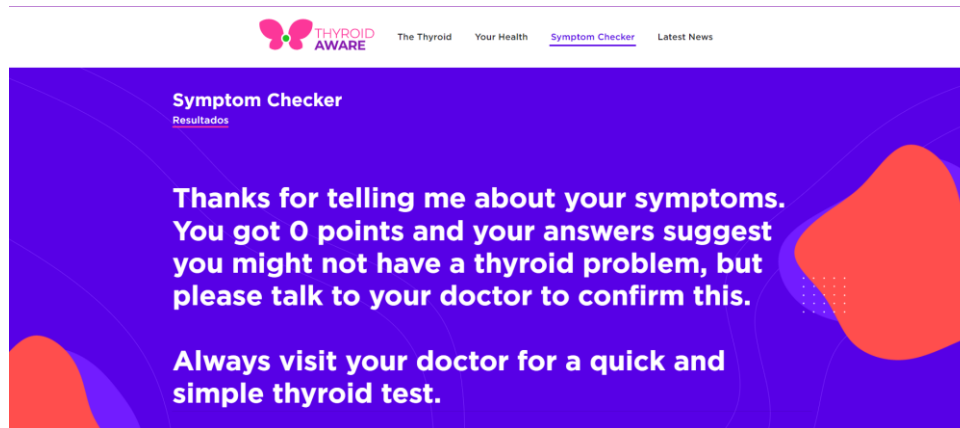 THYROID
AWARE
The Thyroid Your Health Symptom Checker Latest News
Symptom Checker
Resultados
Thanks for telling me about your symptoms.
You got 0 points and your answers suggest
you might not have a thyroid problem, but
please talk to your doctor to confirm this.
Always visit your doctor for a quick and
simple thyroid test.